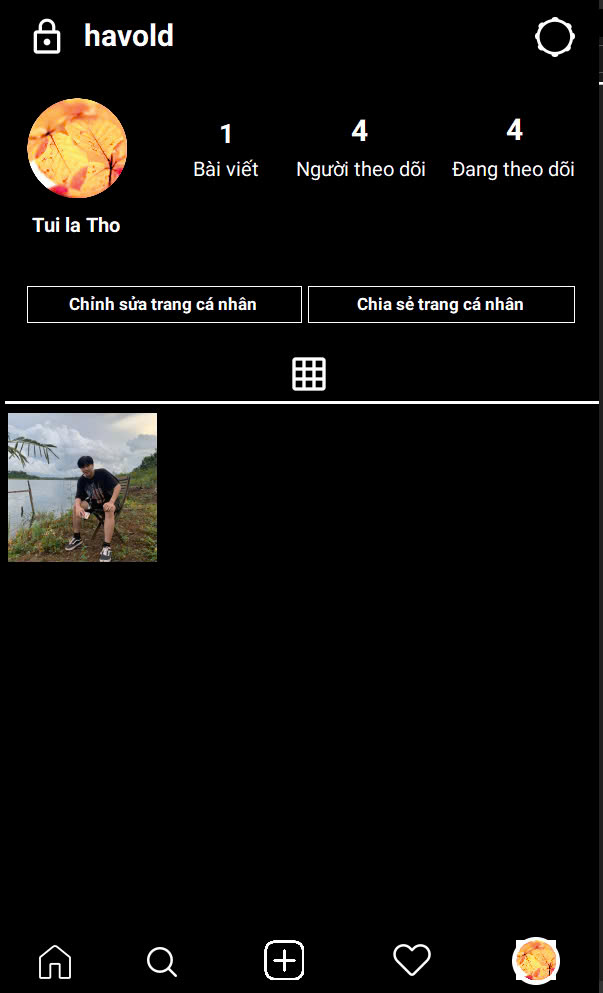 havold
1
4
4
Bài viết
Người theo dõi
Đang theo dõi
Tui la Tho
Chỉnh sửa trang cá nhân
Chia sẻ trang cá nhân